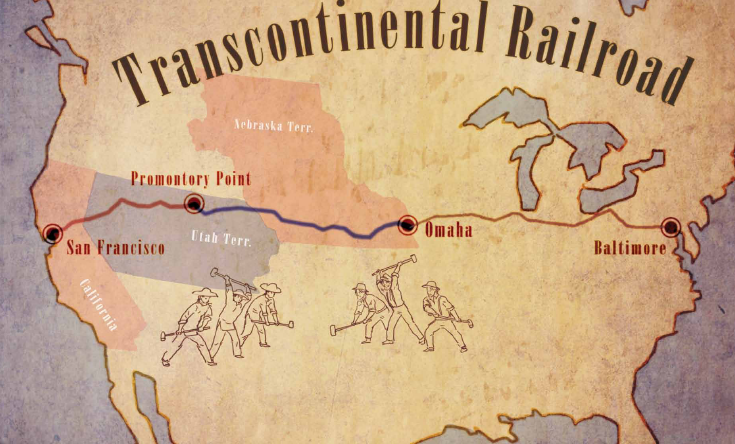 Transcontinental Railroad
Nebraska Terr.
Promontory Point
Utah Terr.
Omaha
San Francisco
Baltimore
California